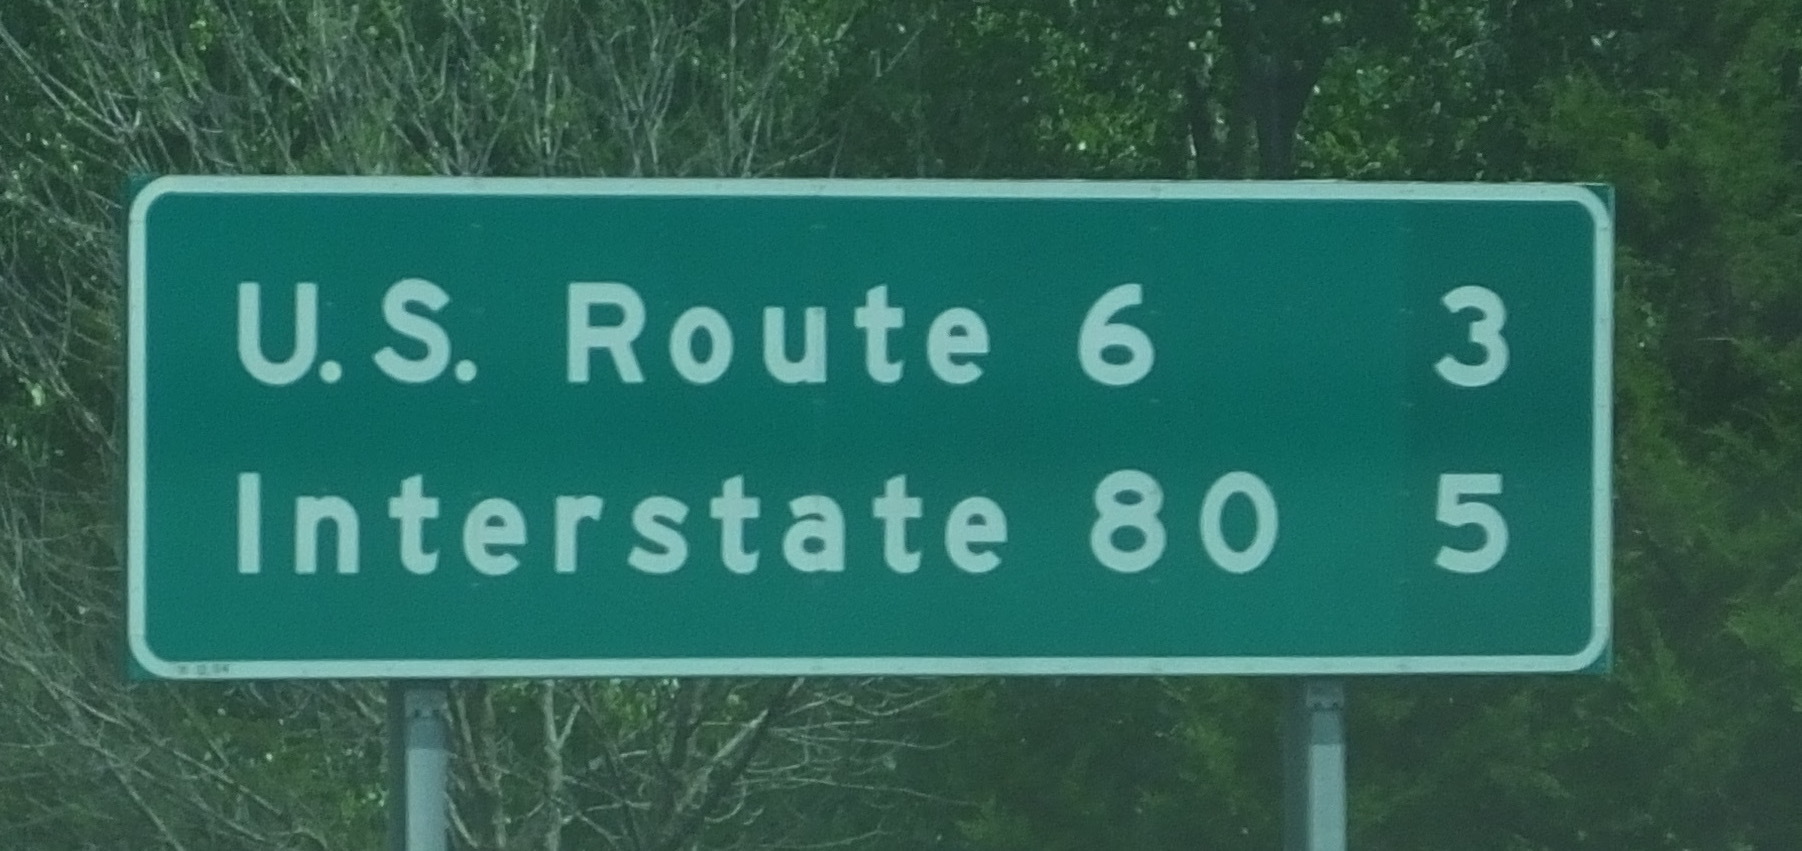 U.S. Route 6 3
Interstate 80 5